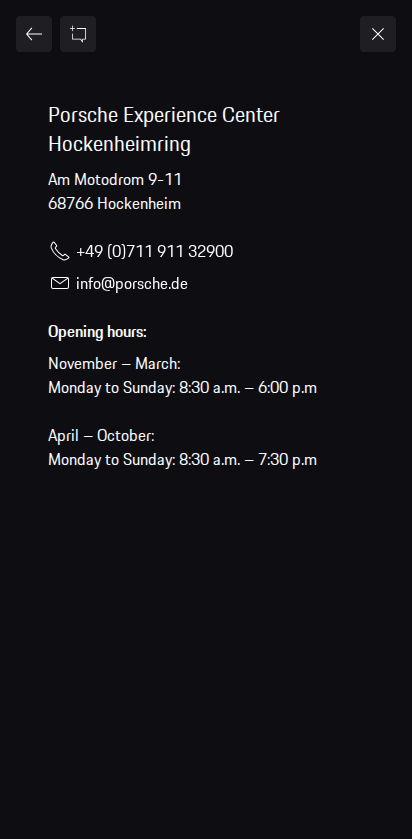 Porsche Experience Center
Hockenheimring
Am Motodrom 9-11
68766 Hockenheim
+49 (0)711 911 32900
info@porsche.de
Opening hours:
November – March:
Monday to Sunday: 8:30 a.m. – 6:00 p.m
April – October:
Monday to Sunday: 8:30 a.m. – 7:30 p.m